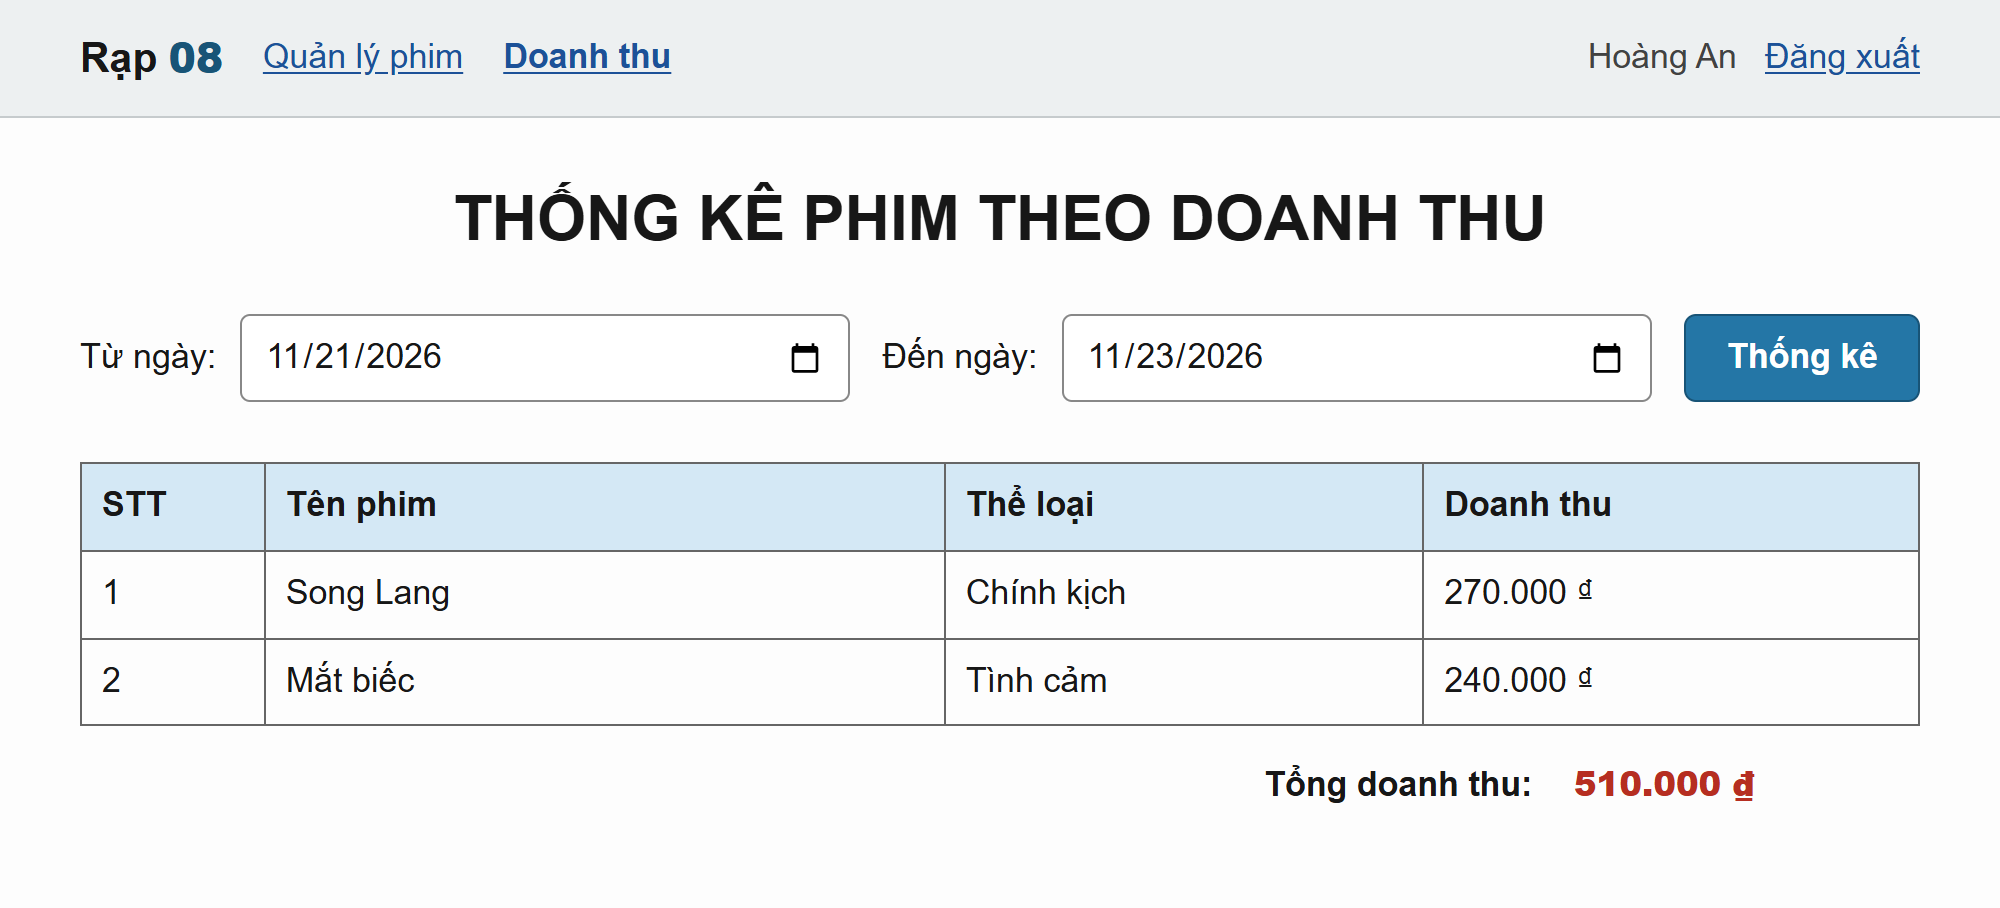 Rạp 08 Quản lý phim Doanh thu Hoàng An Đăng xuất
THỐNG KÊ PHIM THEO DOANH THU
Từ ngày: 11/21/2026 Đến ngày: 11/23/2026 Thống kê
STT Tên phim Thể loại Doanh thu
1 Song Lang Chính kịch 270.000 ₫
2 Mắt biếc Tình cảm 240.000 ₫
Tổng doanh thu: 510.000 ₫